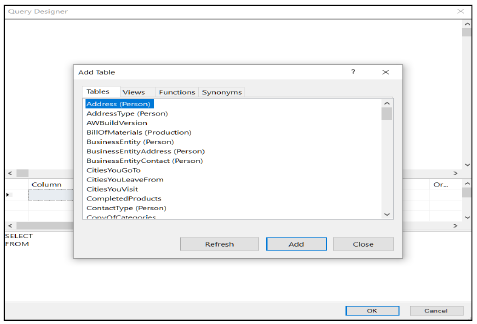 Query Designer
Add Table
Tables Views Functions Synonyms
Address (Person)
AddressType (Person)
AWBuildVersion
BillOfMaterials (Production)
BusinessEntity (Person)
BusinessEntityAddress (Person)
BusinessEntityContact (Person)
CitiesYouGoTo
CitiesYouLeaveFrom
CitiesYouVisit
CompletedProducts
ContactType (Person)
CopyOfCategories
Refresh Add Close
Column Or...
SELECT
FROM
OK Cancel